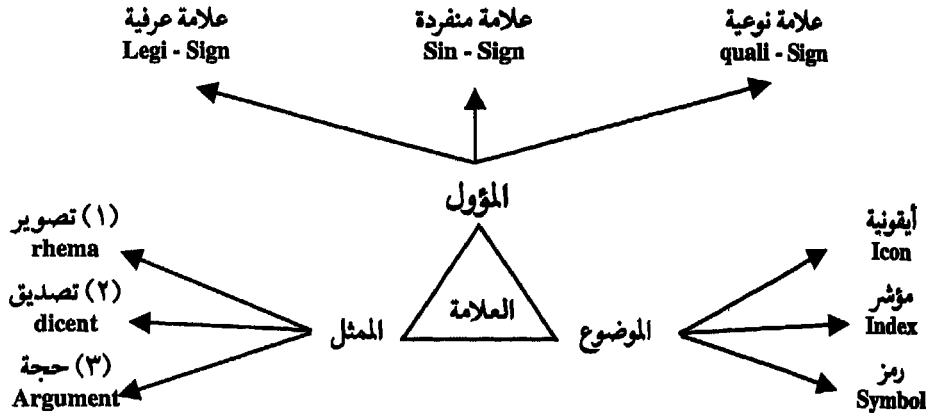 علامة نوعية
quali - Sign
علامة منفردة
Sin - Sign
علامة عرفية
Legi - Sign
المؤول
أيقونية
Icon
مؤشر
Index
رمز
Symbol
الموضوع
العلامة
الممثل
(١) تصوير
rhema
(٢) تصديق
dicent
(٣) حجة
Argument